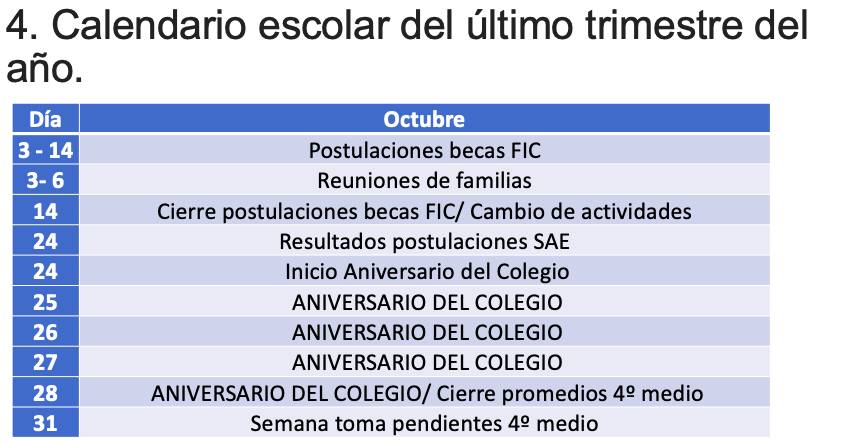 4. Calendario escolar del último trimestre del
año.
Día Octubre
3 - 14 Postulaciones becas FIC
3- 6 Reuniones de familias
14 Cierre postulaciones becas FIC/ Cambio de actividades
24 Resultados postulaciones SAE
24 Inicio Aniversario del Colegio
25 ANIVERSARIO DEL COLEGIO
26 ANIVERSARIO DEL COLEGIO
27 ANIVERSARIO DEL COLEGIO
28 ANIVERSARIO DEL COLEGIO/ Cierre promedios 4º medio
31 Semana toma pendientes 4º medio